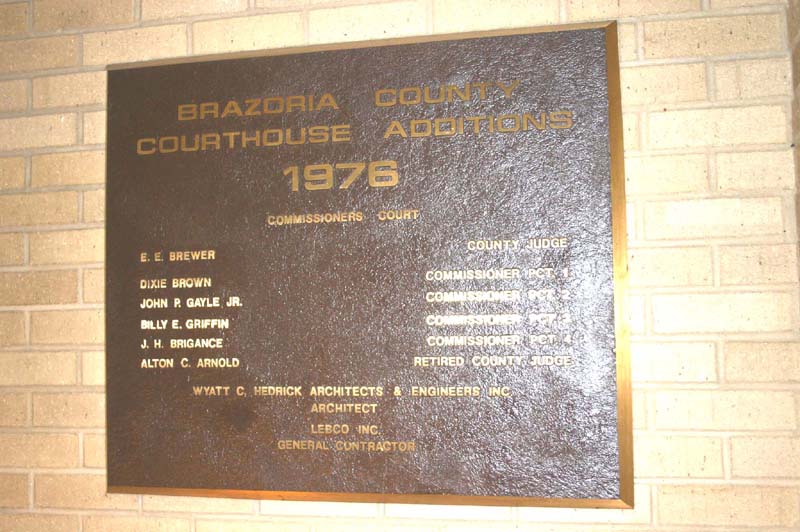 BRAZORIA COUNTY
COURTHOUSE ADDITIONS
1976
COMMISSIONERS COURT
E. E. BREWER COUNTY JUDGE
DIXIE BROWN COMMISSIONER PCT. 1
JOHN P. GAYLE JR. COMMISSIONER PCT. 2
BILLY E. GRIFFIN COMMISSIONER PCT. 3
J. H. BRIGANCE COMMISSIONER PCT. 4
ALTON C. ARNOLD RETIRED COUNTY JUDGE
WYATT C. HEDRICK ARCHITECTS & ENGINEERS INC.
ARCHITECT
LEBCO INC.
GENERAL CONTRACTOR